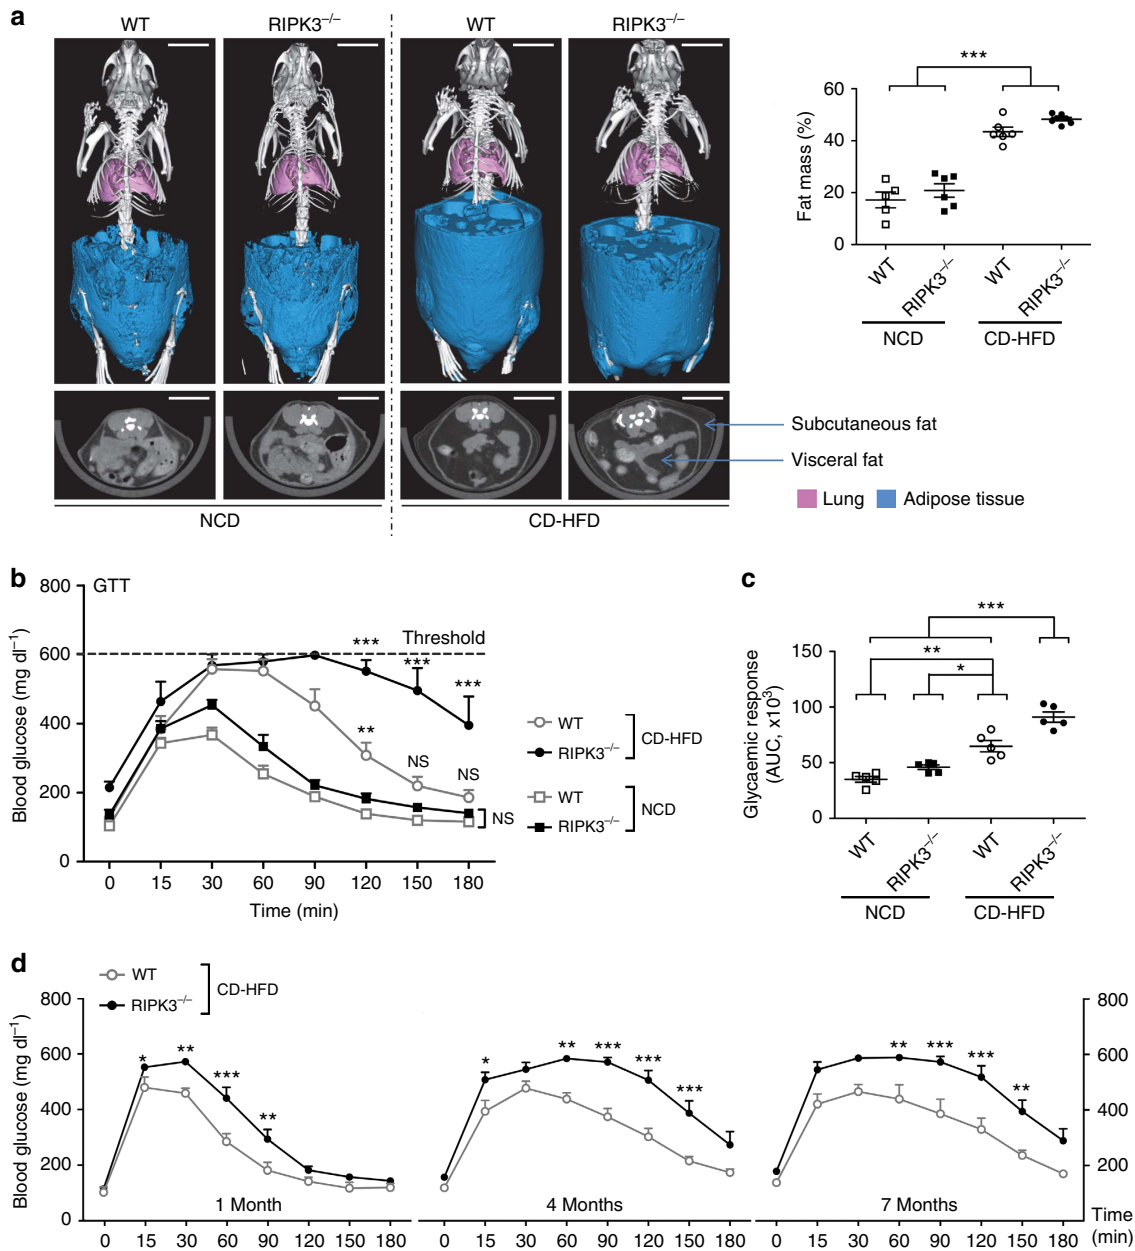 a
WT
RIPK3–/–
WT
RIPK3–/–
NCD
CD-HFD
Fat mass (%)
60
40
20
0
***
WT
RIPK3–/–
WT
RIPK3–/–
NCD
CD-HFD
Subcutaneous fat
Visceral fat
Lung
Adipose tissue
b
GTT
Blood glucose (mg dl–1)
800
600
400
200
0
Threshold
***
***
***
**
NS
NS
NS
0 15 30 60 90 120 150 180
Time (min)
WT
RIPK3–/–
CD-HFD
WT
RIPK3–/–
NCD
c
Glycaemic response
(AUC, x10³)
150
100
50
0
***
**
*
WT
RIPK3–/–
WT
RIPK3–/–
NCD
CD-HFD
d
WT
RIPK3–/–
CD-HFD
Blood glucose (mg dl–1)
800
600
400
200
0
* ** *** **
1 Month
0 15 30 60 90 120 150 180
* ** *** *** ***
4 Months
0 15 30 60 90 120 150 180
** *** *** **
7 Months
0 15 30 60 90 120 150 180
800
600
400
200
Time
(min)